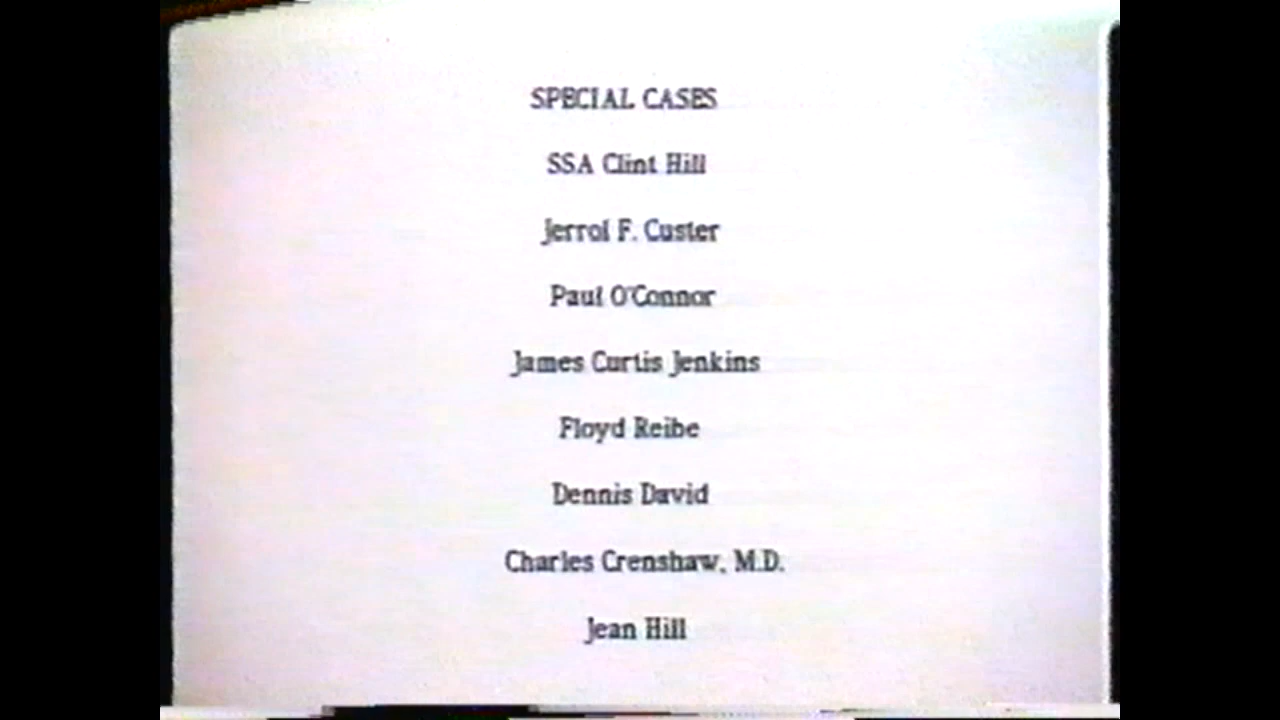 SPECIAL CASES
SSA Clint Hill
Jerrol F. Custer
Paul O'Connor
James Curtis Jenkins
Floyd Reibe
Dennis David
Charles Crenshaw, M.D.
Jean Hill